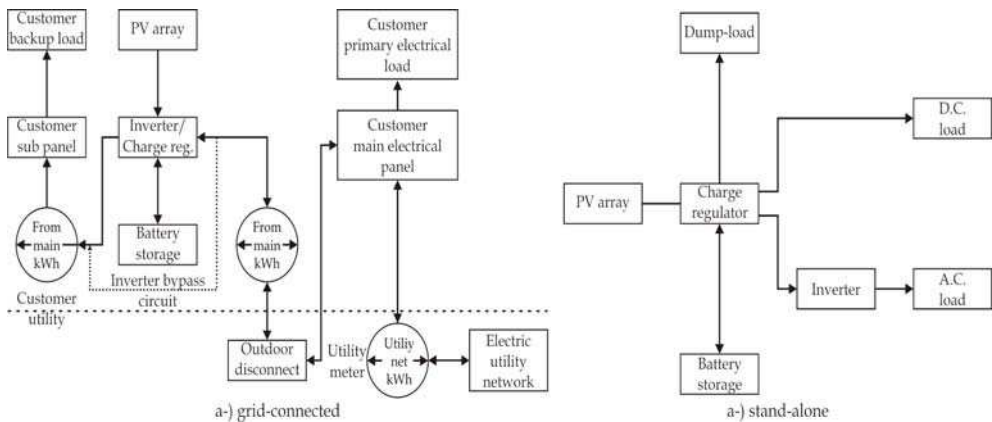 Customer
backup load
PV array
Customer
primary electrical
load
Customer
sub panel
Inverter/
Charge reg.
Customer
main electrical
panel
From
main
kWh
Battery
storage
From
main
kWh
Inverter bypass
circuit
Customer
utility
Outdoor
disconnect
Utility
meter
Utiliy
net
kWh
Electric
utility
network
a-) grid-connected
Dump-load
D.C.
load
PV array
Charge
regulator
Inverter
A.C.
load
Battery
storage
a-) stand-alone